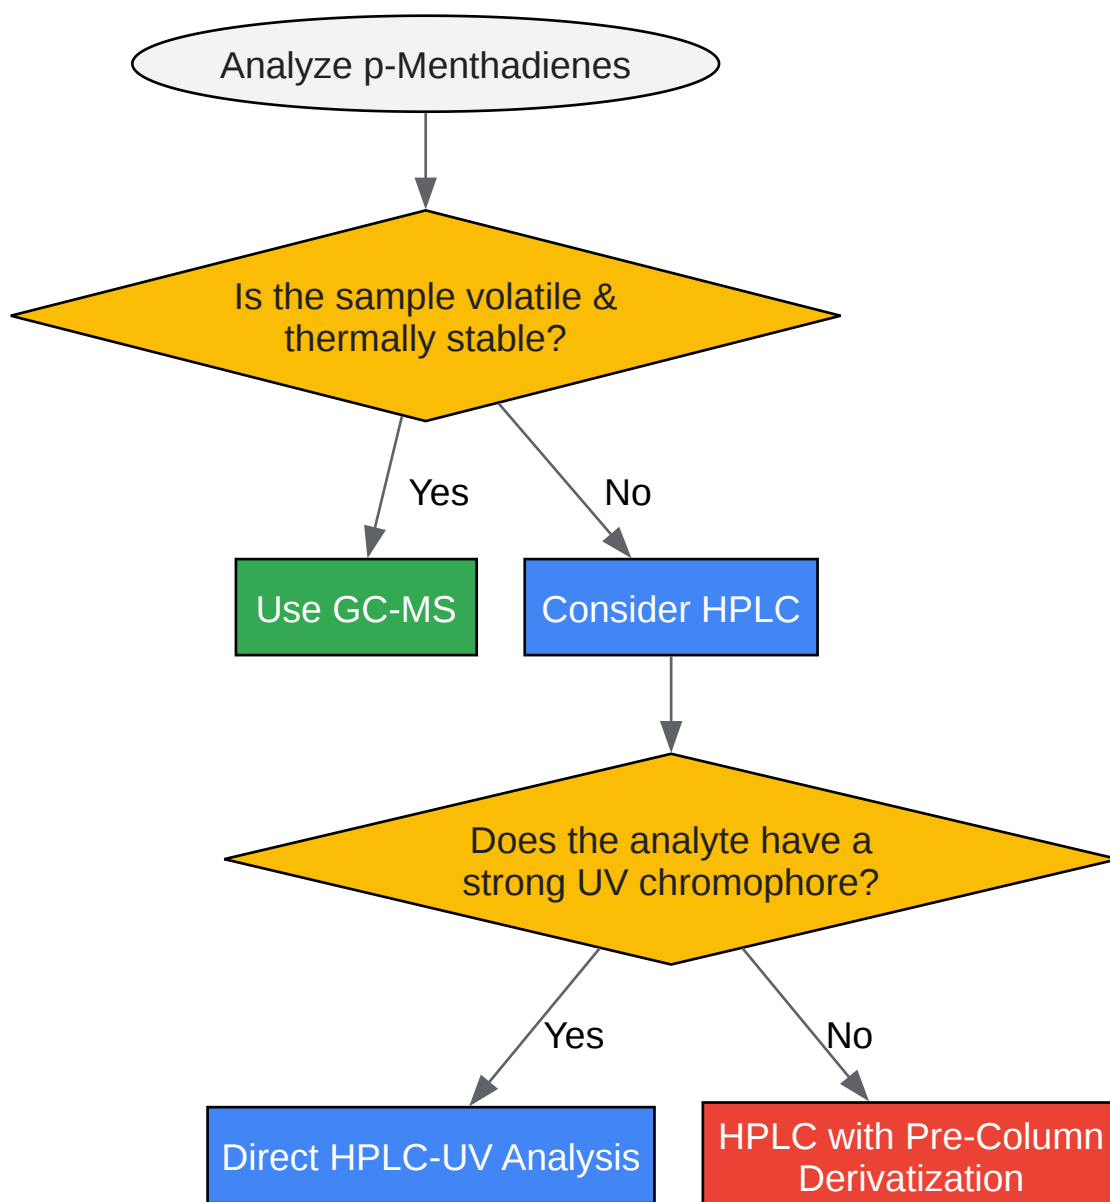 Analyze p-Menthadienes
Is the sample volatile &
thermally stable?
Yes
No
Use GC-MS
Consider HPLC
Does the analyte have a
strong UV chromophore?
Yes
No
Direct HPLC-UV Analysis
HPLC with Pre-Column
Derivatization